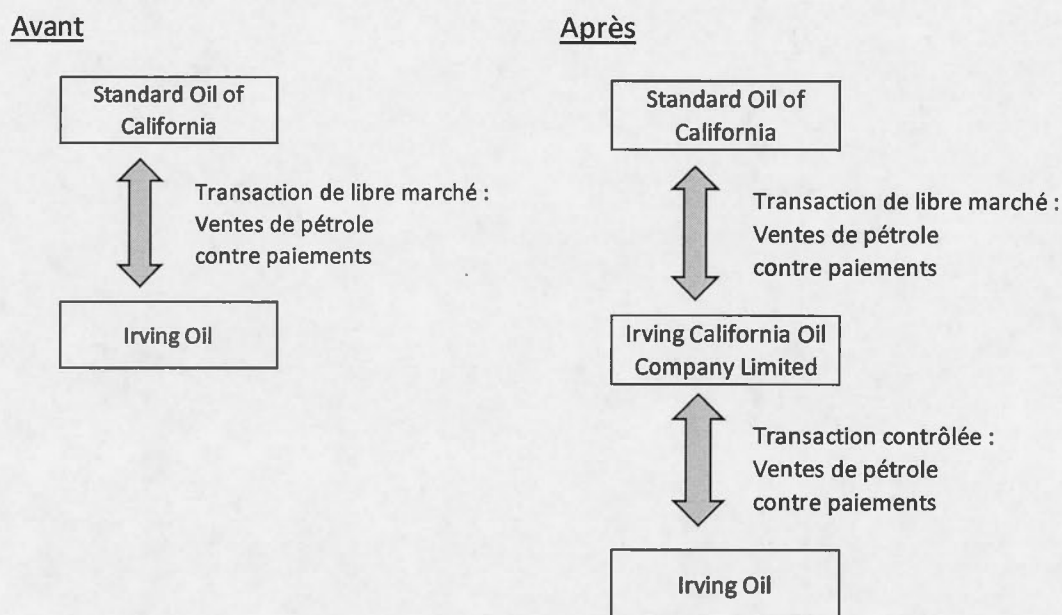 Avant
Standard Oil of
California
Transaction de libre marché :
Ventes de pétrole
contre paiements
Irving Oil
Après
Standard Oil of
California
Transaction de libre marché :
Ventes de pétrole
contre paiements
Irving California Oil
Company Limited
Transaction contrôlée :
Ventes de pétrole
contre paiements
Irving Oil